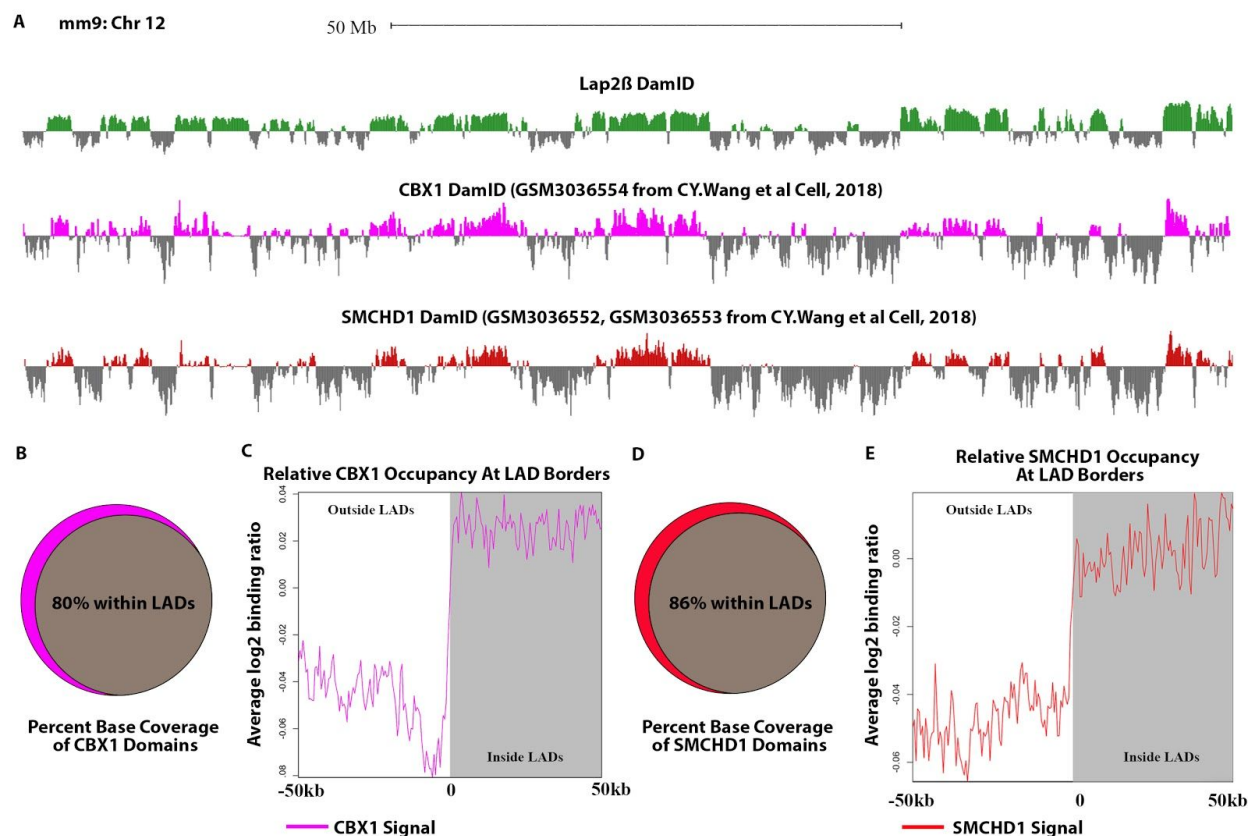 A mm9: Chr 12
50 Mb
Lap2ß DamID
CBX1 DamID (GSM3036554 from CY.Wang et al Cell, 2018)
SMCHD1 DamID (GSM3036552, GSM3036553 from CY.Wang et al Cell, 2018)
B
80% within LADs
Percent Base Coverage
of CBX1 Domains
C
Relative CBX1 Occupancy At LAD Borders
Average log2 binding ratio
0.04
0.02
0.00
-0.02
-0.04
-0.06
.08
Outside LADs
Inside LADs
-50kb 0 50kb
CBX1 Signal
D
86% within LADs
Percent Base Coverage
of SMCHD1 Domains
E
Relative SMCHD1 Occupancy
At LAD Borders
Average log2 binding ratio
0.00
-0.02
-0.04
-0.06
Outside LADs
Inside LADs
-50kb 0 50kb
SMCHD1 Signal